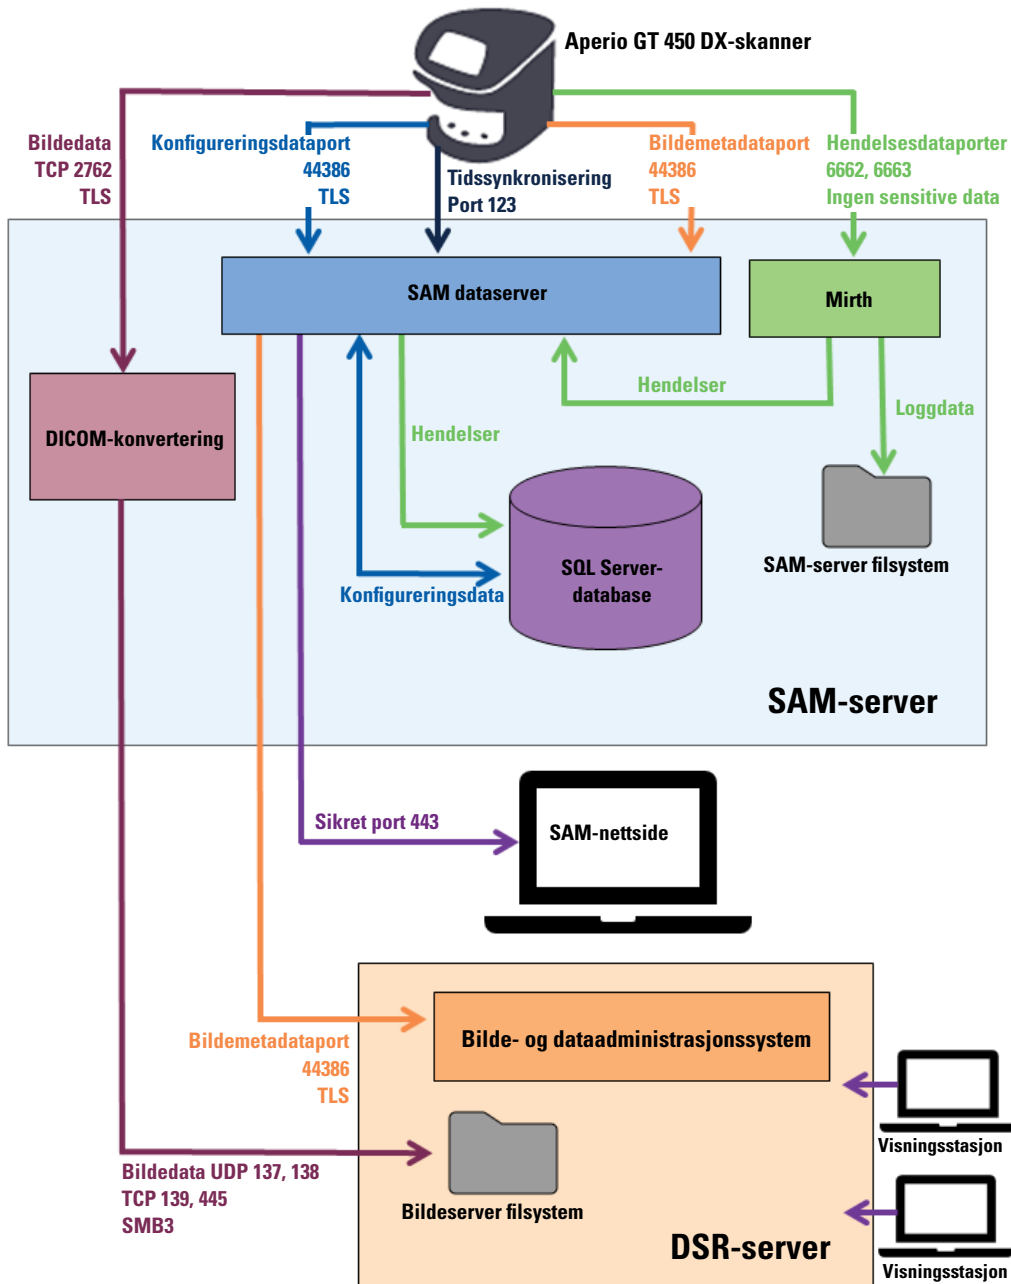 Aperio GT 450 DX-skanner
Bildedata
TCP 2762
TLS
Konfigureringsdataport
44386
TLS
Tidssynkronisering
Port 123
Bildemetadataport
44386
TLS
Hendelsesdataporter
6662, 6663
Ingen sensitive data
SAM dataserver
Mirth
DICOM-konvertering
Hendelser
Hendelser
Loggdata
SAM-server filsystem
SQL Server-
database
Konfigureringsdata
SAM-server
Sikret port 443
SAM-nettside
Bilde- og dataadministrasjonssystem
Bildemetadataport
44386
TLS
Visningsstasjon
Bildedata UDP 137, 138
TCP 139, 445
SMB3
Bildeserver filsystem
DSR-server
Visningsstasjon